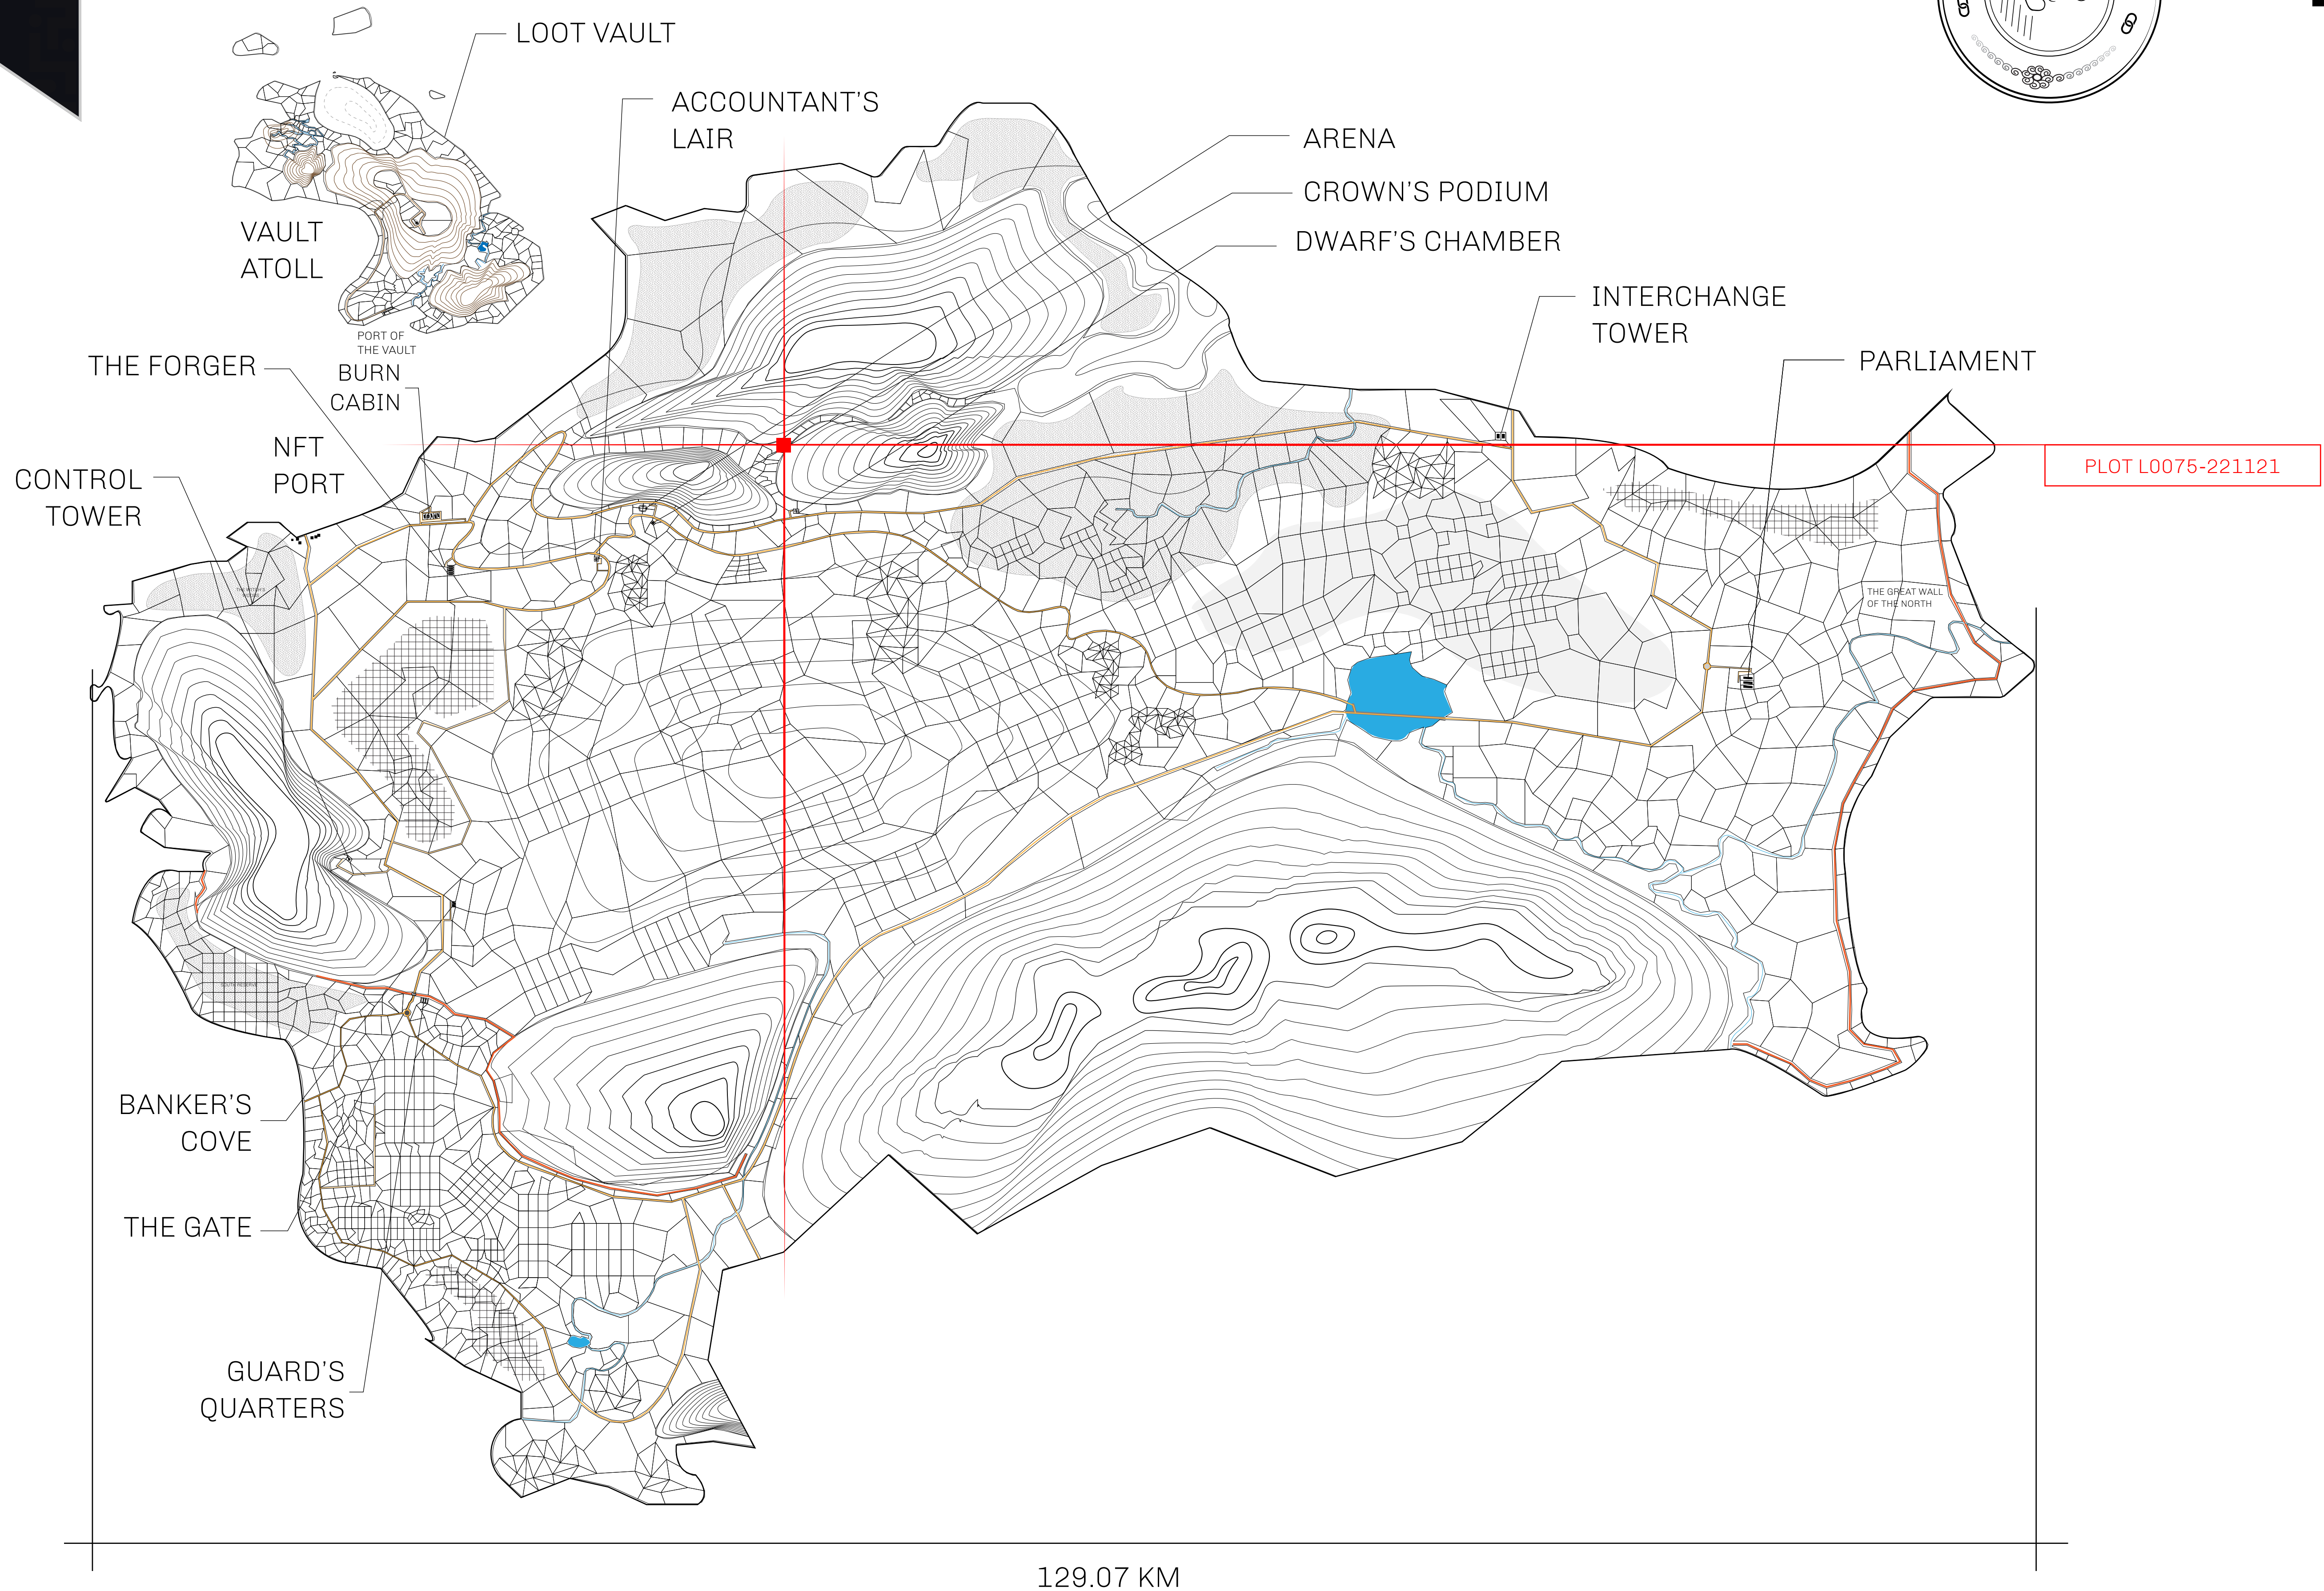 LOOT VAULT
ACCOUNTANT'S
LAIR
ARENA
CROWN'S PODIUM
DWARF'S CHAMBER
VAULT
ATOLL
INTERCHANGE
TOWER
PORT OF
THE VAULT
PARLIAMENT
THE FORGER
BURN
CABIN
NFT
PORT
PLOT L0075-221121
CONTROL
TOWER
THE GREAT WALL
OF THE NORTH
SOUTH RESERVE
BANKER'S
COVE
THE GATE
GUARD'S
QUARTERS
129.07 KM